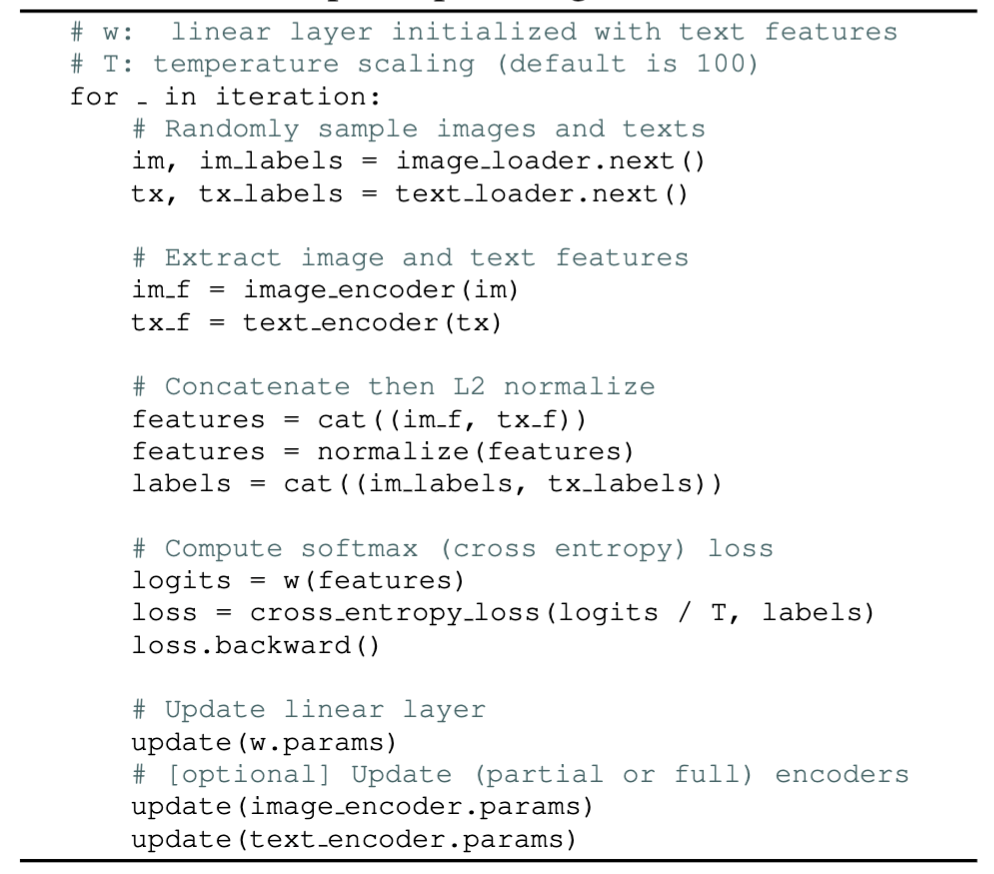 # w:  linear layer initialized with text features
# T: temperature scaling (default is 100)
for _ in iteration:
    # Randomly sample images and texts
    im, im_labels = image_loader.next()
    tx, tx_labels = text_loader.next()

    # Extract image and text features
    im_f = image_encoder(im)
    tx_f = text_encoder(tx)

    # Concatenate then L2 normalize
    features = cat((im_f, tx_f))
    features = normalize(features)
    labels = cat((im_labels, tx_labels))

    # Compute softmax (cross entropy) loss
    logits = w(features)
    loss = cross_entropy_loss(logits / T, labels)
    loss.backward()

    # Update linear layer
    update(w.params)
    # [optional] Update (partial or full) encoders
    update(image_encoder.params)
    update(text_encoder.params)